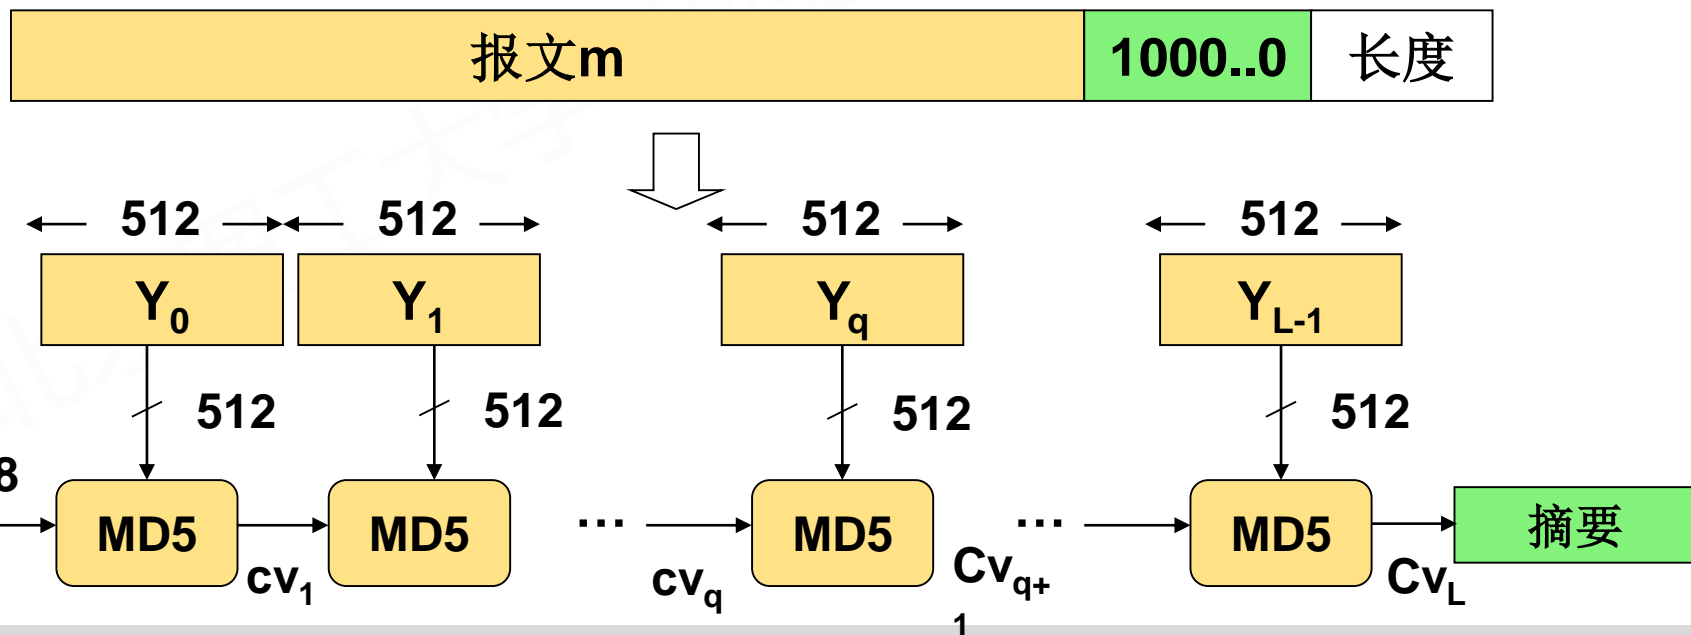 报文m 1000..0 长度
512 512 512 512
Y0 Y1 Yq YL-1
512 512 512 512
8
MD5 MD5 ... MD5 ... MD5 摘要
cv1 cvq Cvq+1 CvL